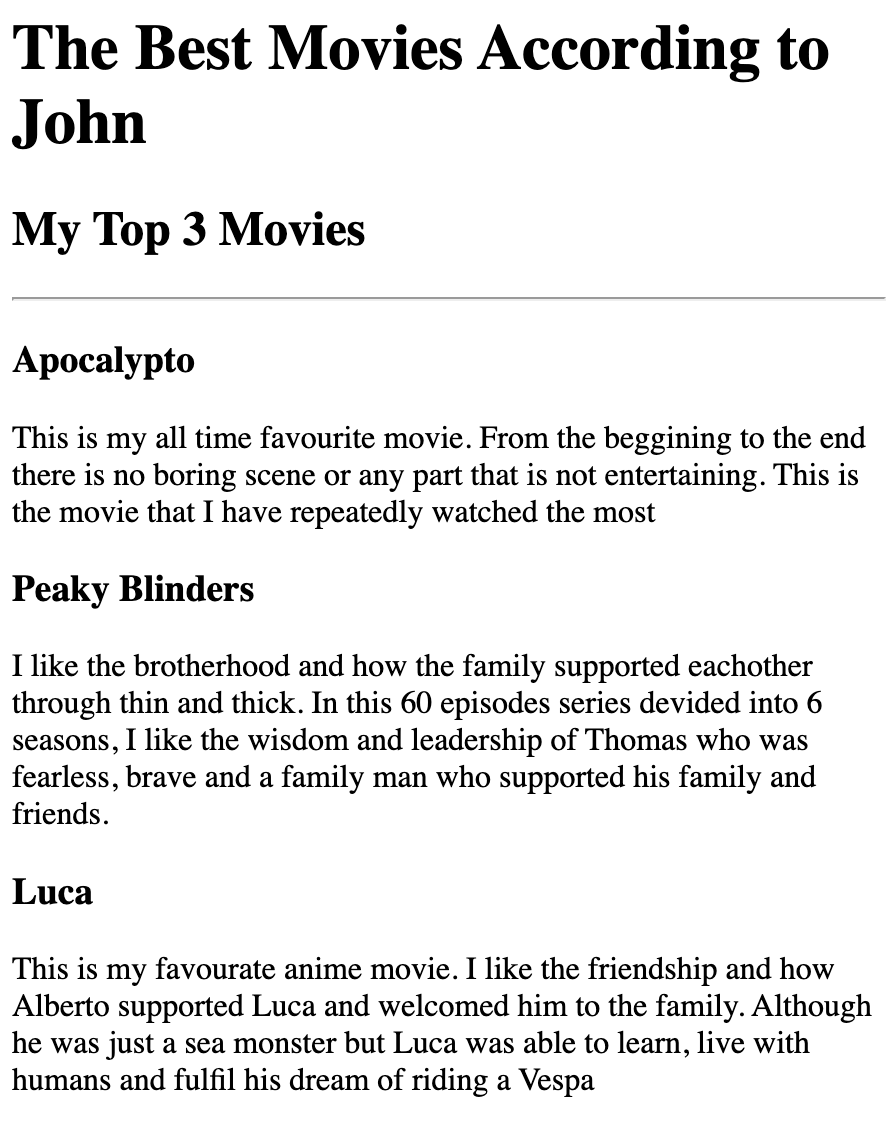 The Best Movies According to
John
My Top 3 Movies
Apocalypto
This is my all time favourite movie. From the beggining to the end
there is no boring scene or any part that is not entertaining. This is
the movie that I have repeatedly watched the most
Peaky Blinders
I like the brotherhood and how the family supported eachother
through thin and thick. In this 60 episodes series devided into 6
seasons, I like the wisdom and leadership of Thomas who was
fearless, brave and a family man who supported his family and
friends.
Luca
This is my favourate anime movie. I like the friendship and how
Alberto supported Luca and welcomed him to the family. Although
he was just a sea monster but Luca was able to learn, live with
humans and fulfil his dream of riding a Vespa